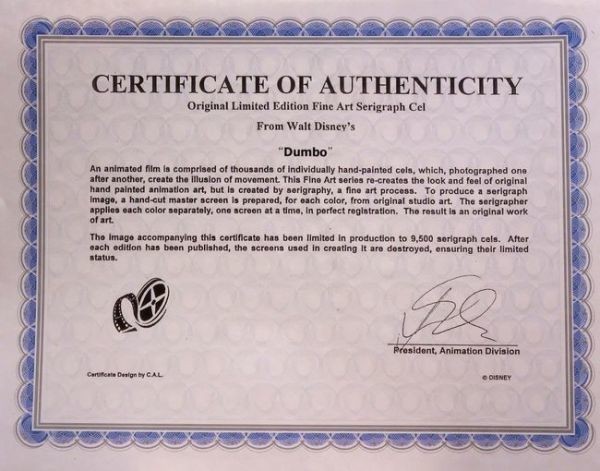 CERTIFICATE OF AUTHENTICITY
Original Limited Edition Fine Art Serigraph Cel
From Walt Disney's
"Dumbo"
An animated film is comprised of thousands of individually hand-painted cels, which, photographed one
after another, create the illusion of movement. This Fine Art series re-creates the look and feel of original
hand painted animation art, but is created by serigraphy, a fine art process. To produce a serigraph
image, a hand-cut master screen is prepared, for each color, from original studio art. The serigrapher
applies each color separately, one screen at a time, in perfect registration. The result is an original work
of art.
The image accompanying this certificate has been limited in production to 9,500 serigraph cels. After
each edition has been published, the screens used in creating it are destroyed, ensuring their limited
status.
President, Animation Division
Certificate Design by C.A.L.
© DISNEY